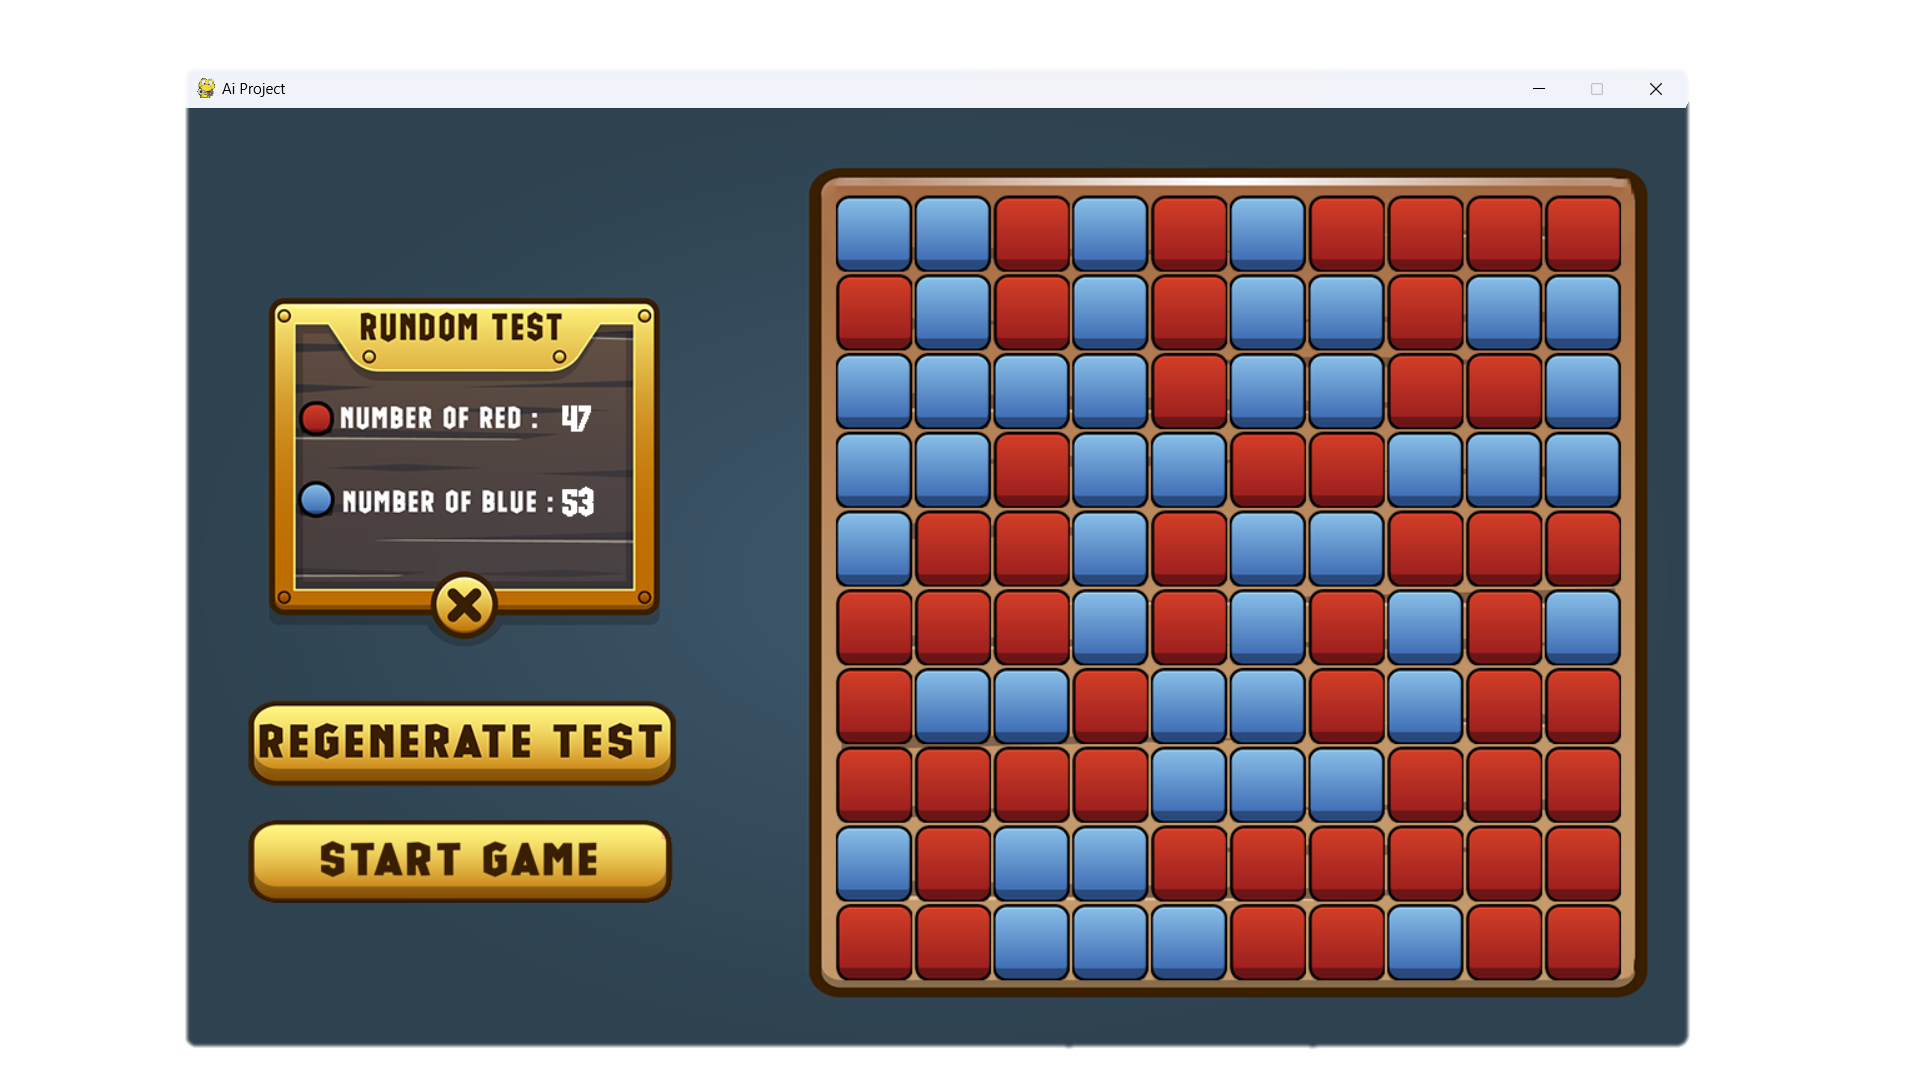 Ai Project
RUNDOM TEST
NUMBER OF RED : 47
NUMBER OF BLUE : 53
REGENERATE TEST
START GAME